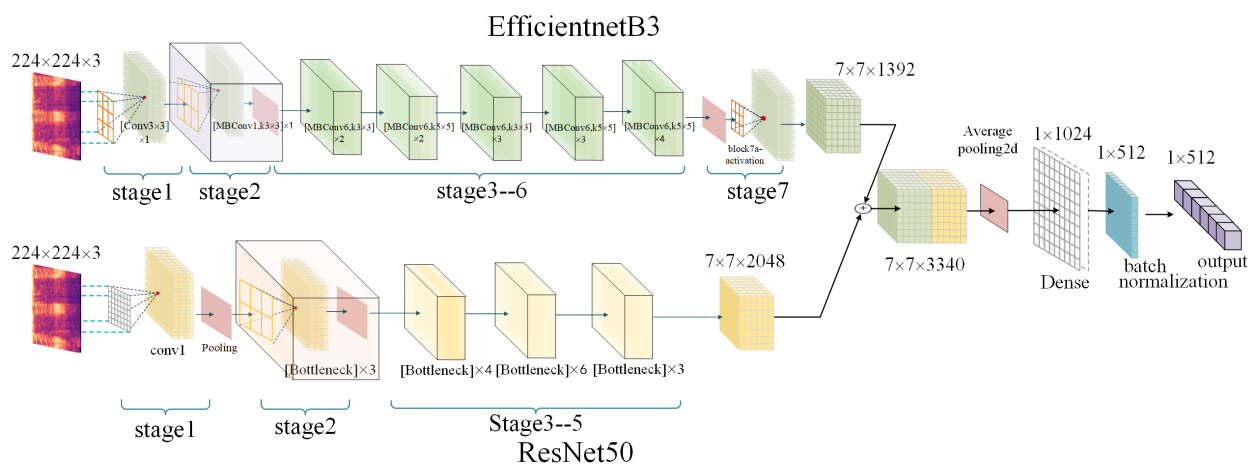 EfficientnetB3
224×224×3
[Conv3×3]
×1
[MBConv1,k3×3]×1
[MBConv6,k3×3]
×2
[MBConv6,k5×5]
×2
[MBConv6,k3×3]
×3
[MBConv6,k5×5]
×3
[MBConv6,k5×5]
×4
block7a-
activation
7×7×1392
stage1
stage2
stage3--6
stage7
Average
pooling2d
1×1024
1×512
1×512
+
7×7×3340
Dense
batch
normalization
output
224×224×3
conv1
Pooling
[Bottleneck]×3
[Bottleneck]×4
[Bottleneck]×6
[Bottleneck]×3
7×7×2048
stage1
stage2
Stage3--5
ResNet50